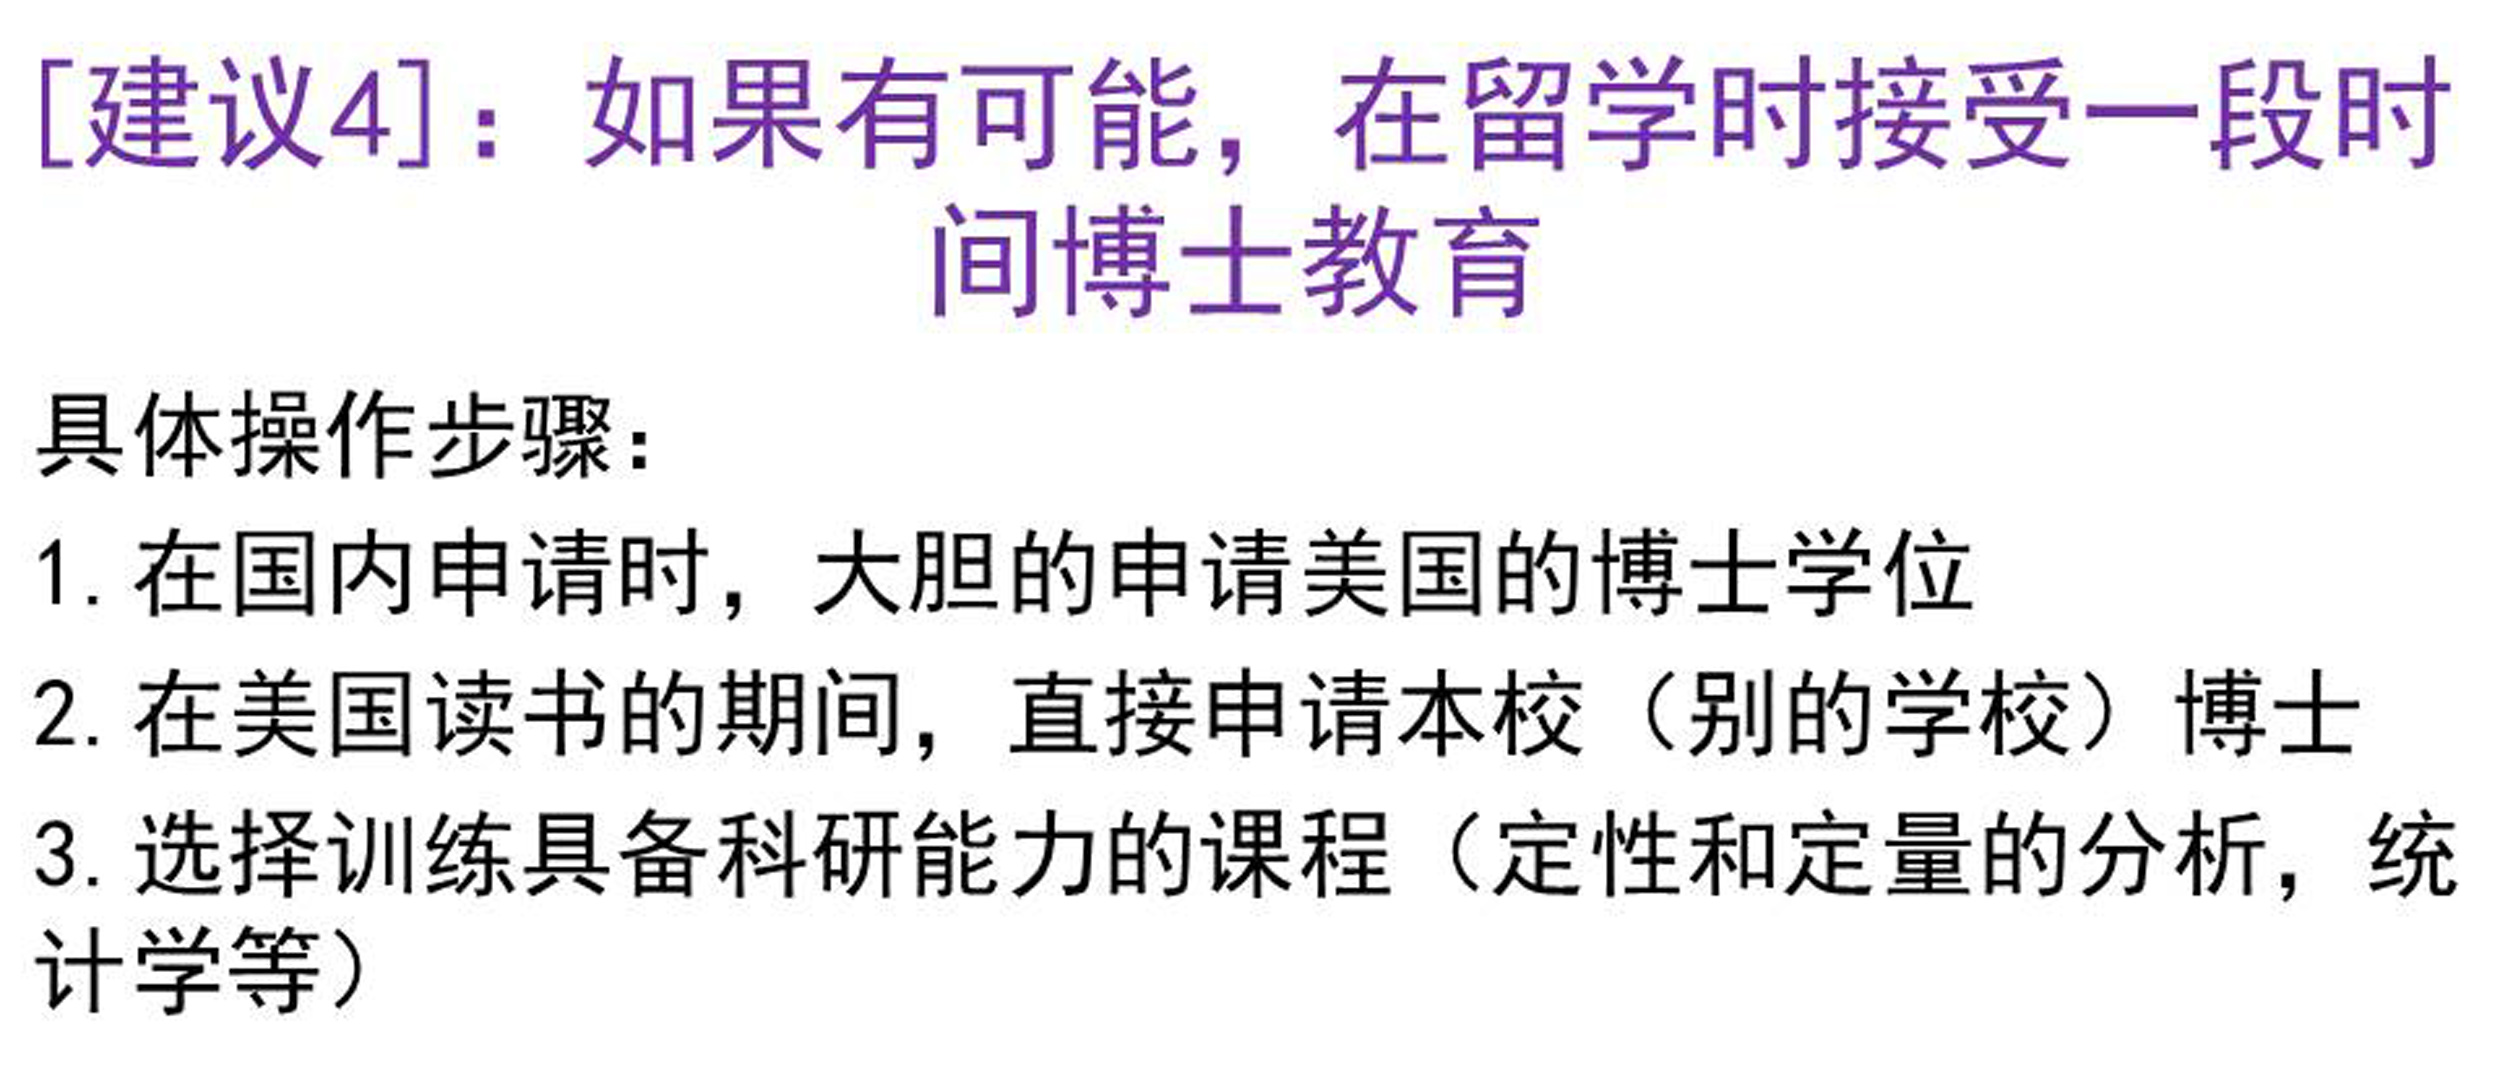 [建议4]：如果有可能，在留学时接受一段时
间博士教育
具体操作步骤：
1.在国内申请时，大胆的申请美国的博士学位
2.在美国读书的期间，直接申请本校（别的学校）博士
3.选择训练具备科研能力的课程（定性和定量的分析，统
计学等）